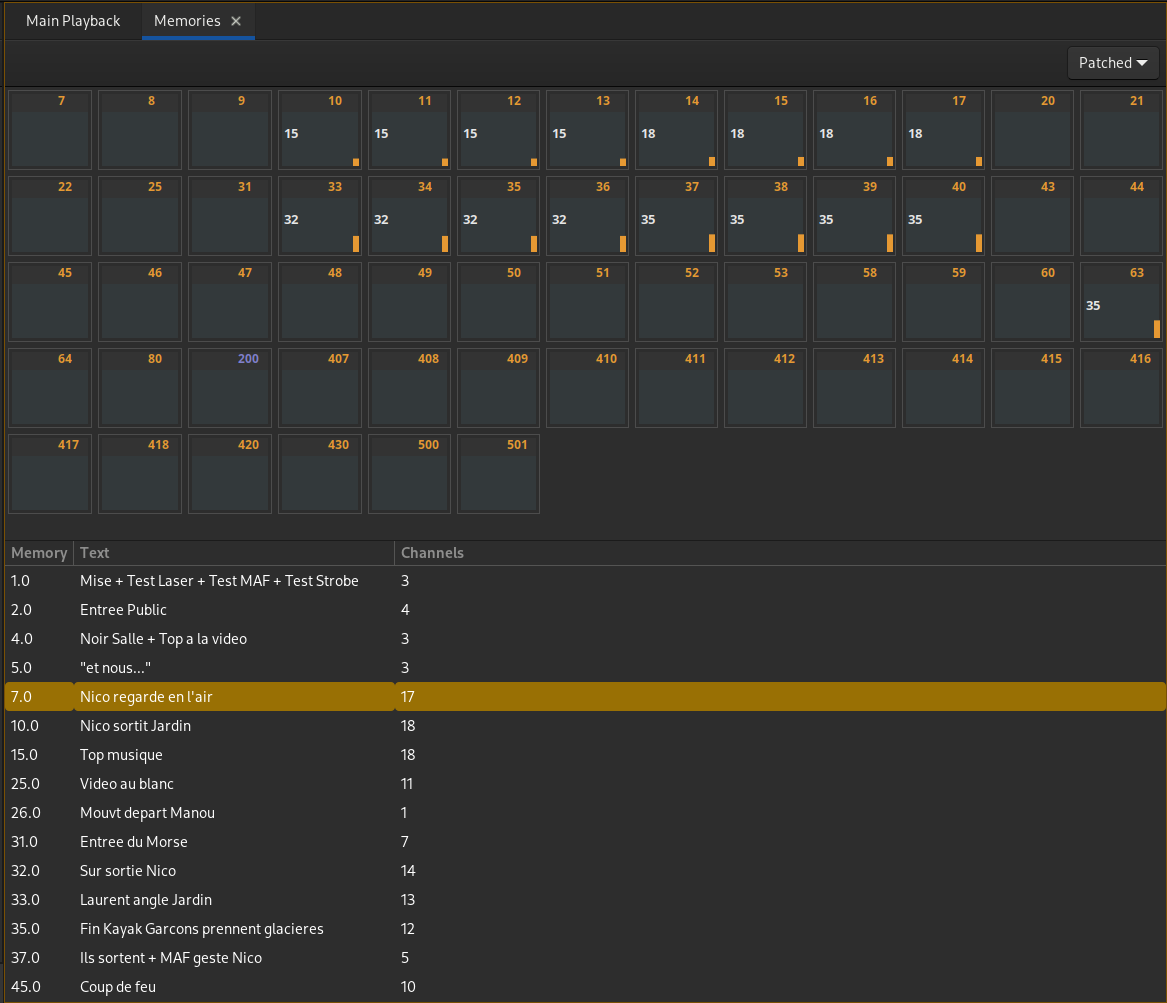 Main Playback Memories ×
Patched
7 8 9 10 11 12 13 14 15 16 17 20 21
15 15 15 15 18 18 18 18
22 25 31 33 34 35 36 37 38 39 40 43 44
32 32 32 32 35 35 35 35
45 46 47 48 49 50 51 52 53 58 59 60 63
35
64 80 200 407 408 409 410 411 412 413 414 415 416
417 418 420 430 500 501
Memory Text Channels
1.0 Mise + Test Laser + Test MAF + Test Strobe 3
2.0 Entree Public 4
4.0 Noir Salle + Top a la video 3
5.0 "et nous..." 3
7.0 Nico regarde en l'air 17
10.0 Nico sortit Jardin 18
15.0 Top musique 18
25.0 Video au blanc 11
26.0 Mouvt depart Manou 1
31.0 Entree du Morse 7
32.0 Sur sortie Nico 14
33.0 Laurent angle Jardin 13
35.0 Fin Kayak Garcons prennent glacieres 12
37.0 Ils sortent + MAF geste Nico 5
45.0 Coup de feu 10